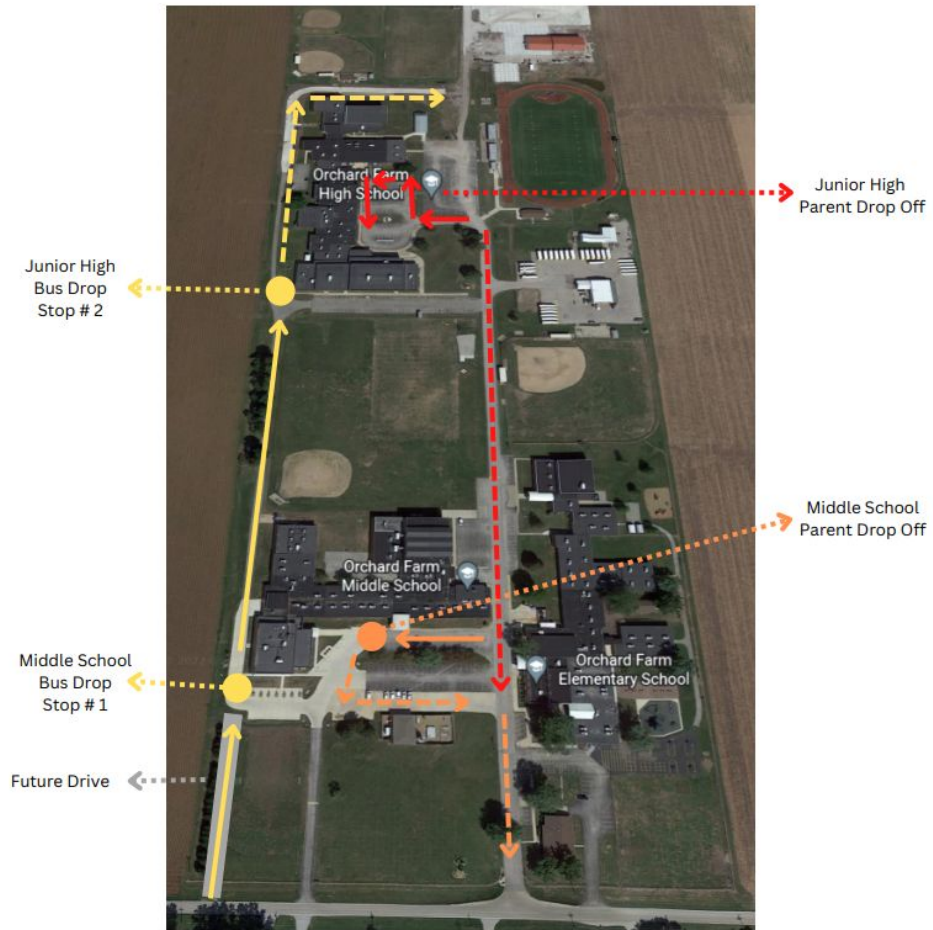 Orchard Farm
High School
Junior High
Parent Drop Off
Junior High
Bus Drop
Stop # 2
Middle School
Parent Drop Off
Orchard Farm
Middle School
Middle School
Bus Drop
Stop # 1
Orchard Farm
Elementary School
Future Drive